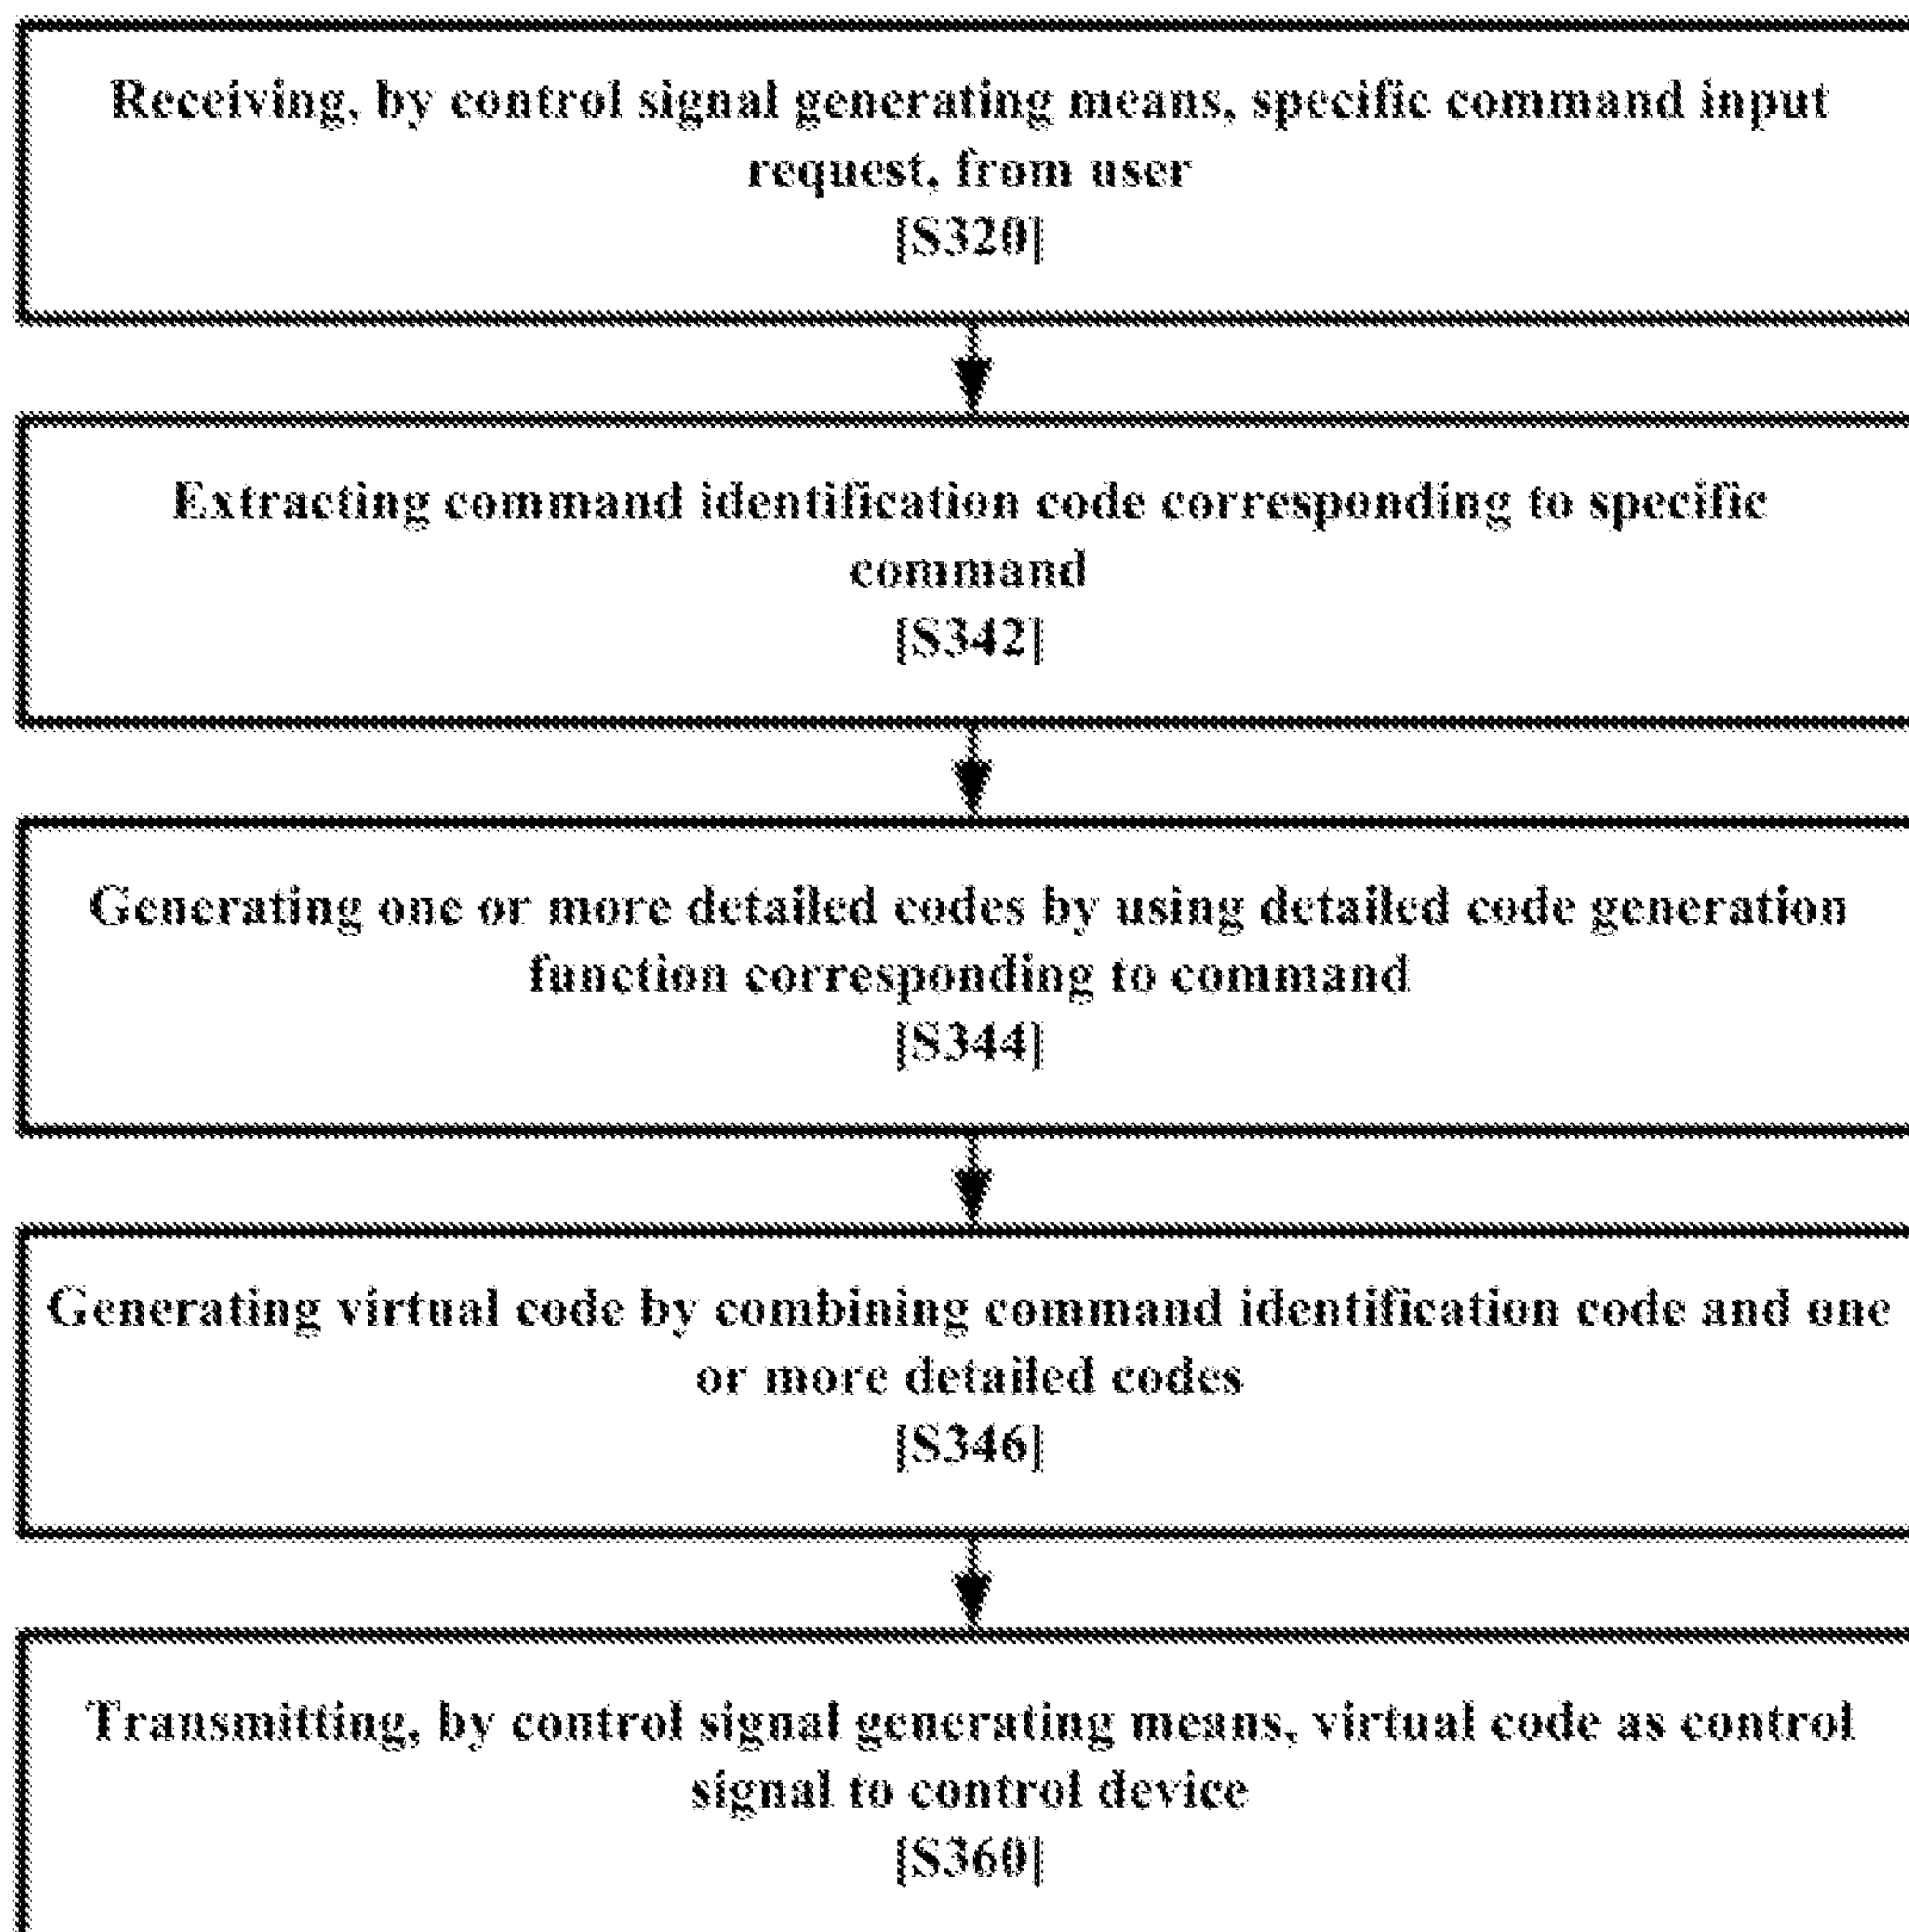 Receiving, by control signal generating means, specific command input
request, from user
[S320]
Extracting command identification code corresponding to specific
command
[S342]
Generating one or more detailed codes by using detailed code generation
function corresponding to command
[S344]
Generating virtual code by combining command identification code and one
or more detailed codes
[S346]
Transmitting, by control signal generating means, virtual code as control
signal to control device
[S360]